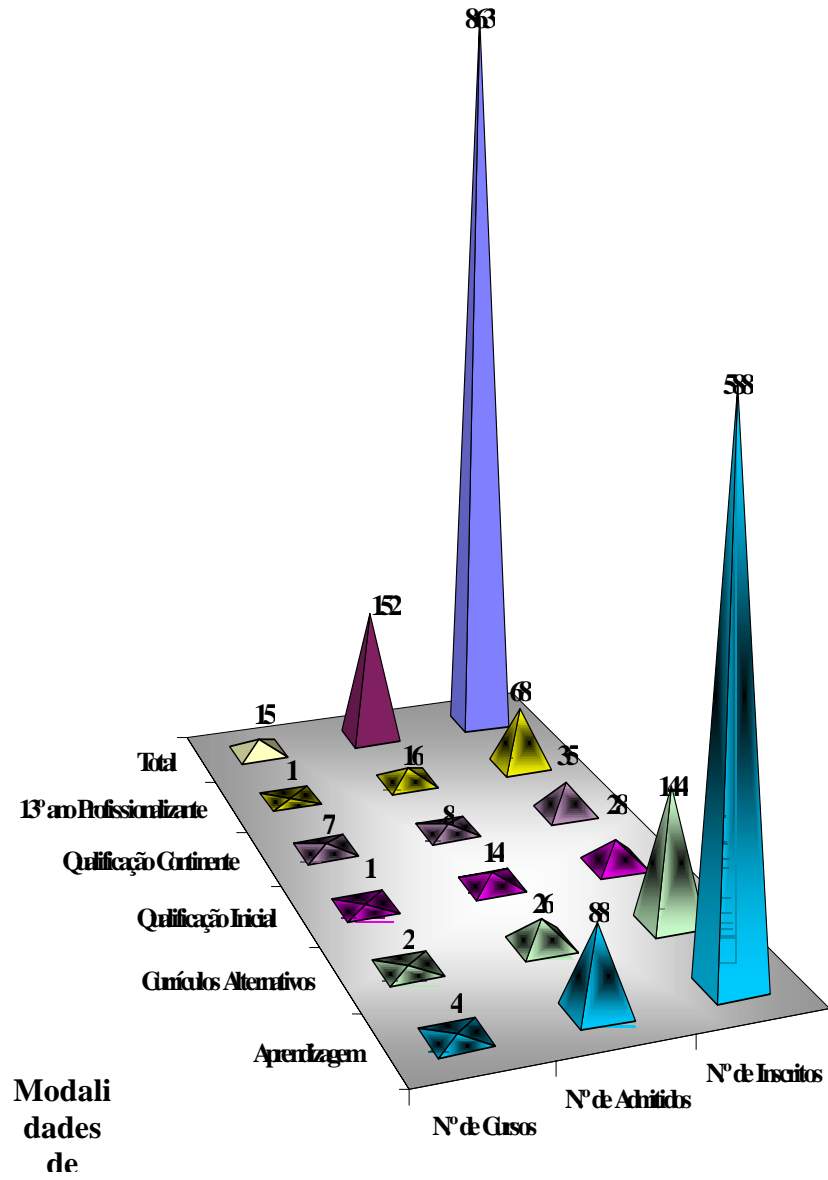 863
588
152
68
15
35
16
1
144
28
8
7
14
1
26
88
2
4
Total
13º ano Profissionalizante
Qualificação Continente
Qualificação Inicial
Currículos Alternativos
Aprendizagem
Nº de Inscritos
Nº de Admitidos
Nº de Cursos
Modali
dades
de